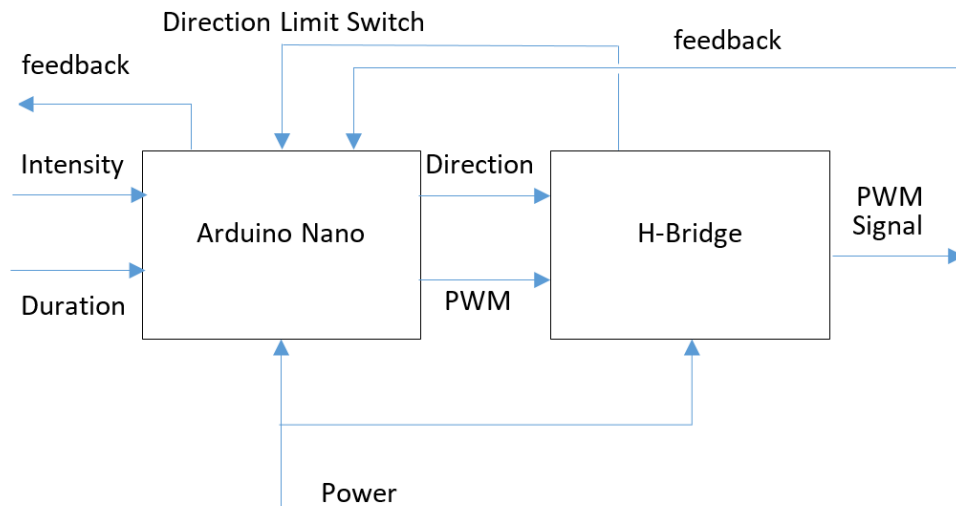 Direction Limit Switch
feedback
feedback
Intensity
Direction
Arduino Nano
H-Bridge
PWM
Signal
Duration
PWM
Power